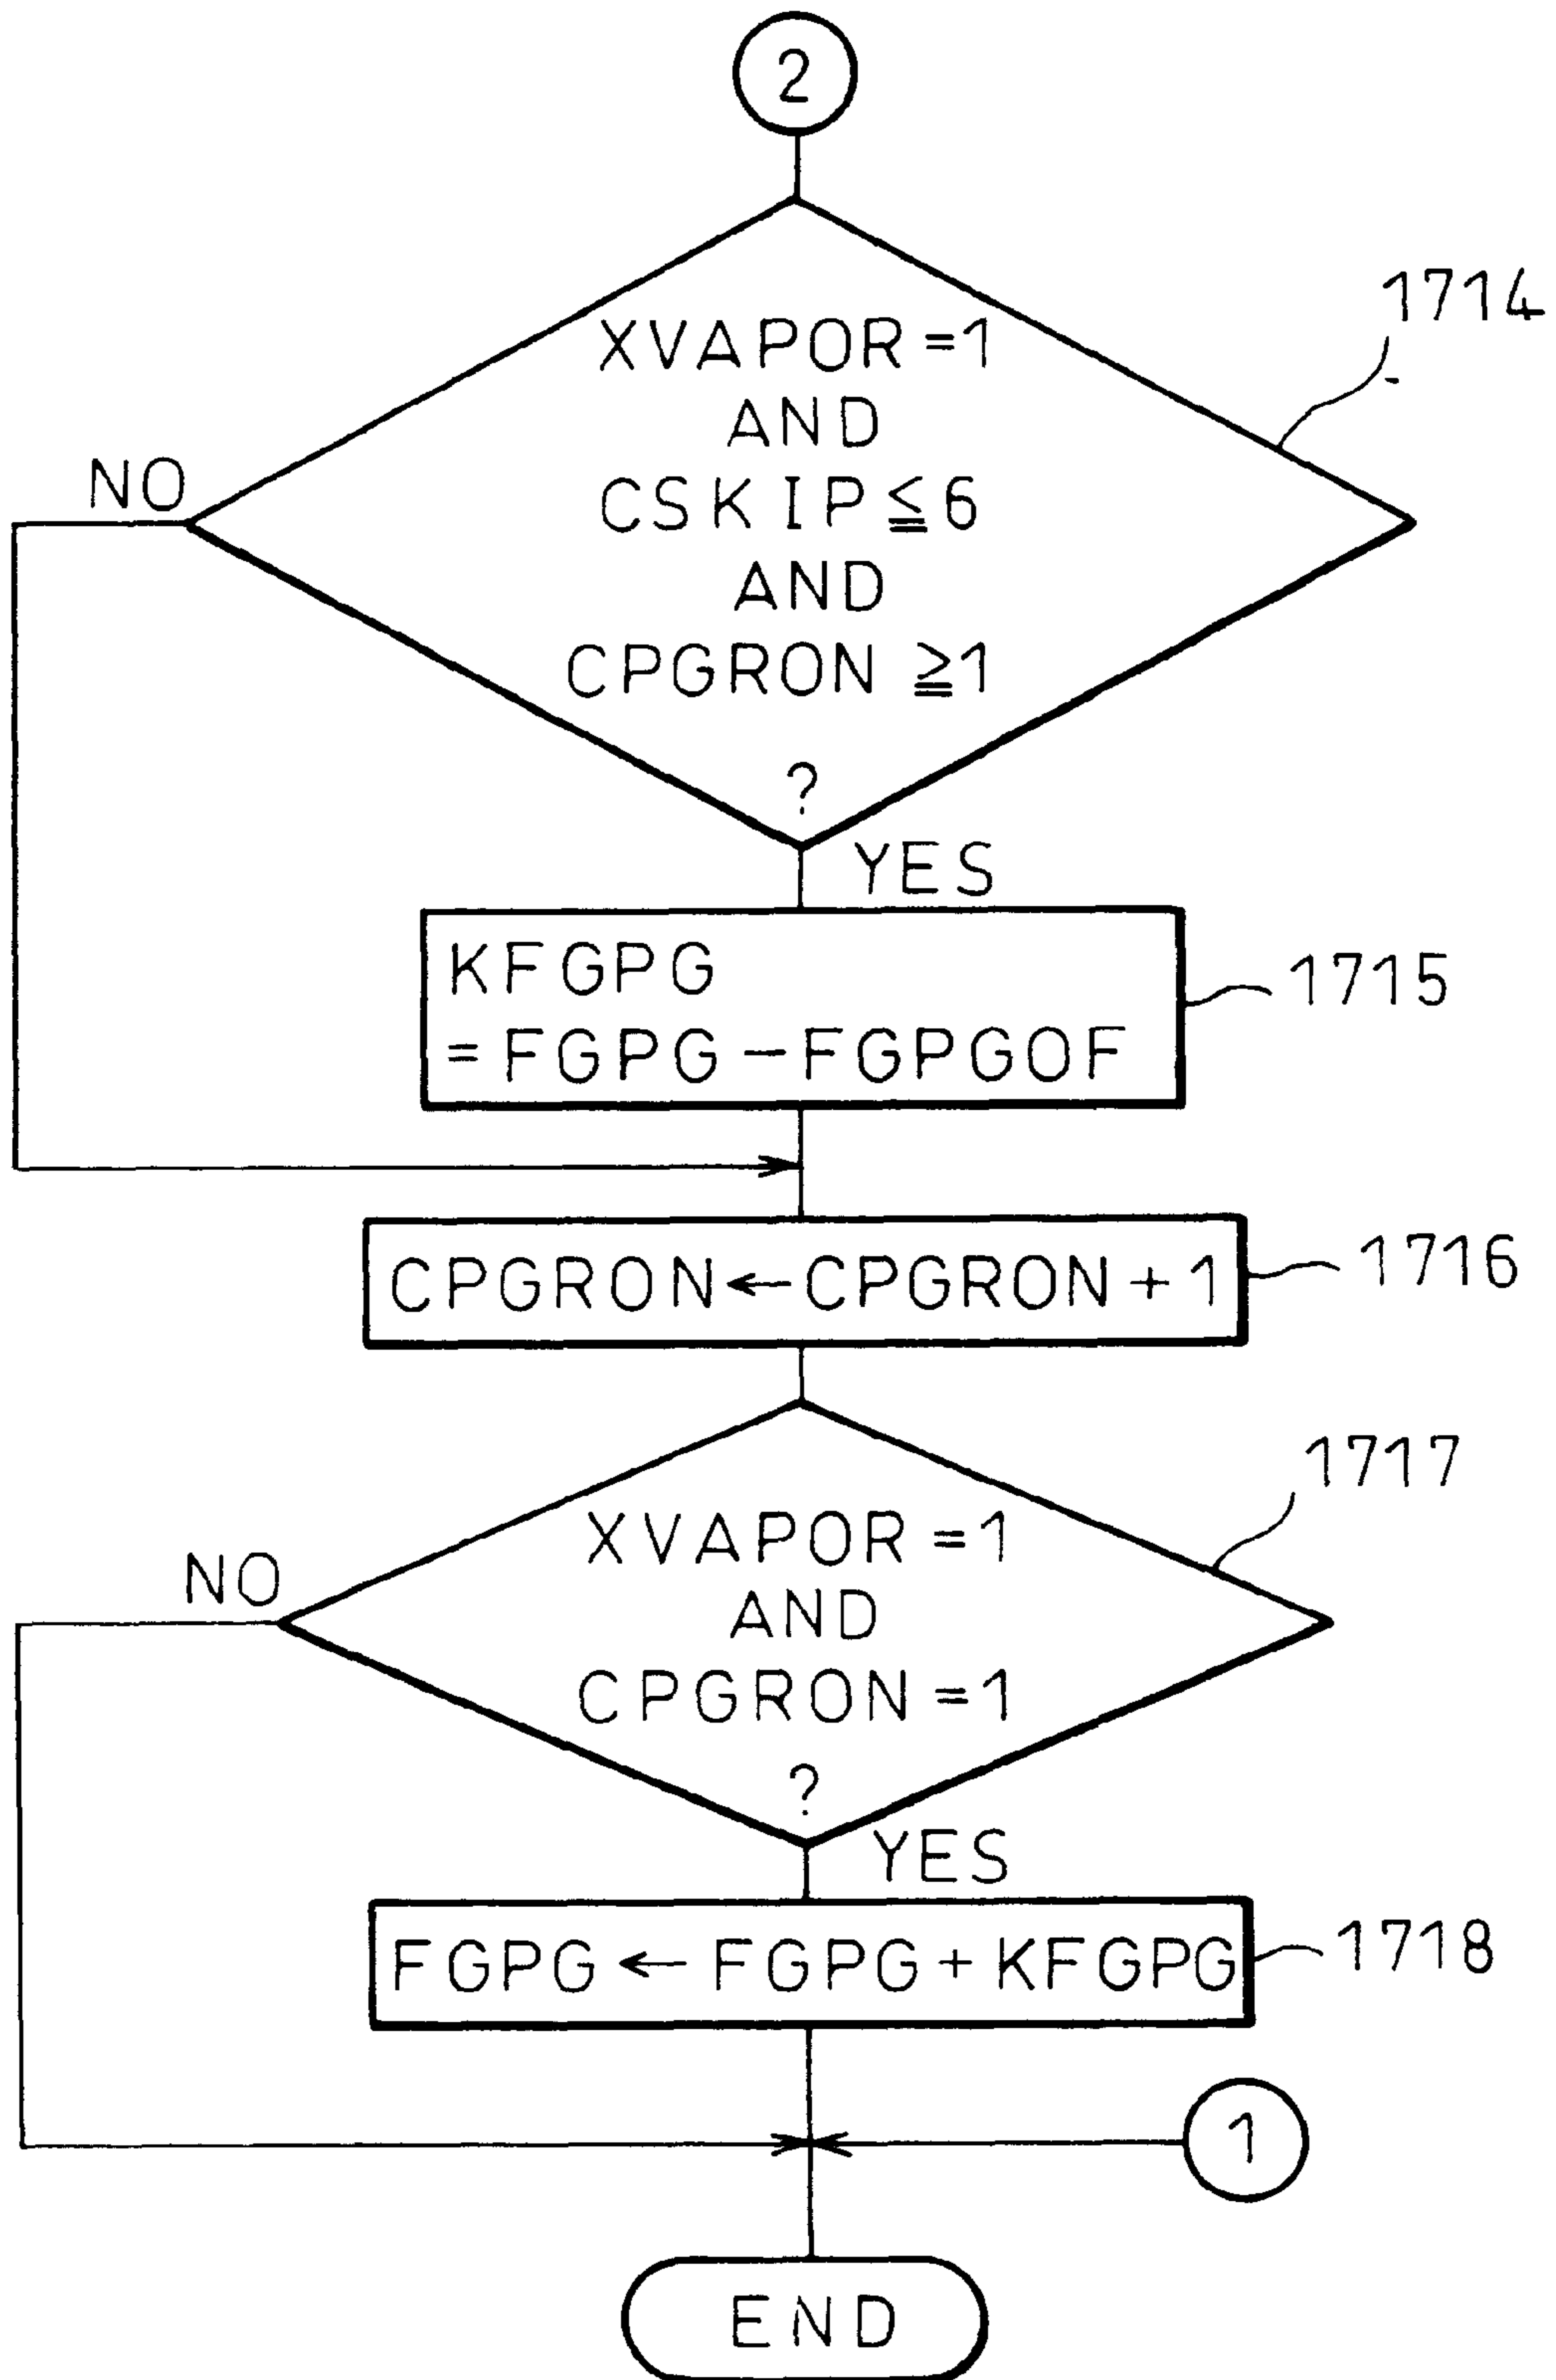 2
1714
XVAPOR=1
AND
CSKIP≦6
AND
CPGRON≧1
?
NO
YES
KFGPG
=FGPG-FGPGOF
1715
CPGRON←CPGRON+1
1716
1717
XVAPOR=1
AND
CPGRON=1
?
NO
YES
FGPG←FGPG+KFGPG
1718
1
END